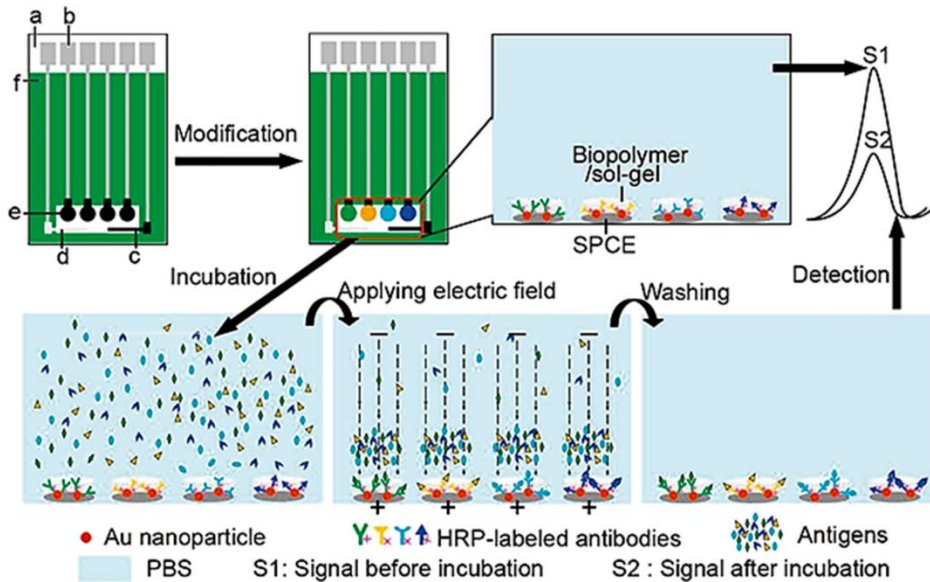 a
b
f
e
d
c
Modification
Biopolymer
/sol-gel
SPCE
S1
S2
Incubation
Applying electric field
Washing
Detection
+
+
+
+
Au nanoparticle
HRP-labeled antibodies
Antigens
PBS
S1: Signal before incubation
S2 : Signal after incubation